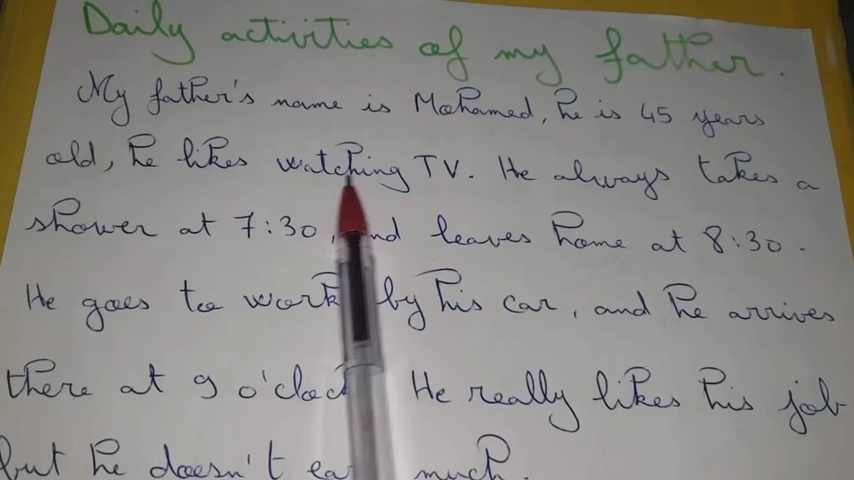 Daily activities of my father.
My father's name is Mohamed, he is 45 years
old, he likes watching TV. He always takes a
shower at 7:30, and leaves home at 8:30.
He goes to work by his car, and he arrives
there at 9 o'clock He really likes his job
but he doesn't much.